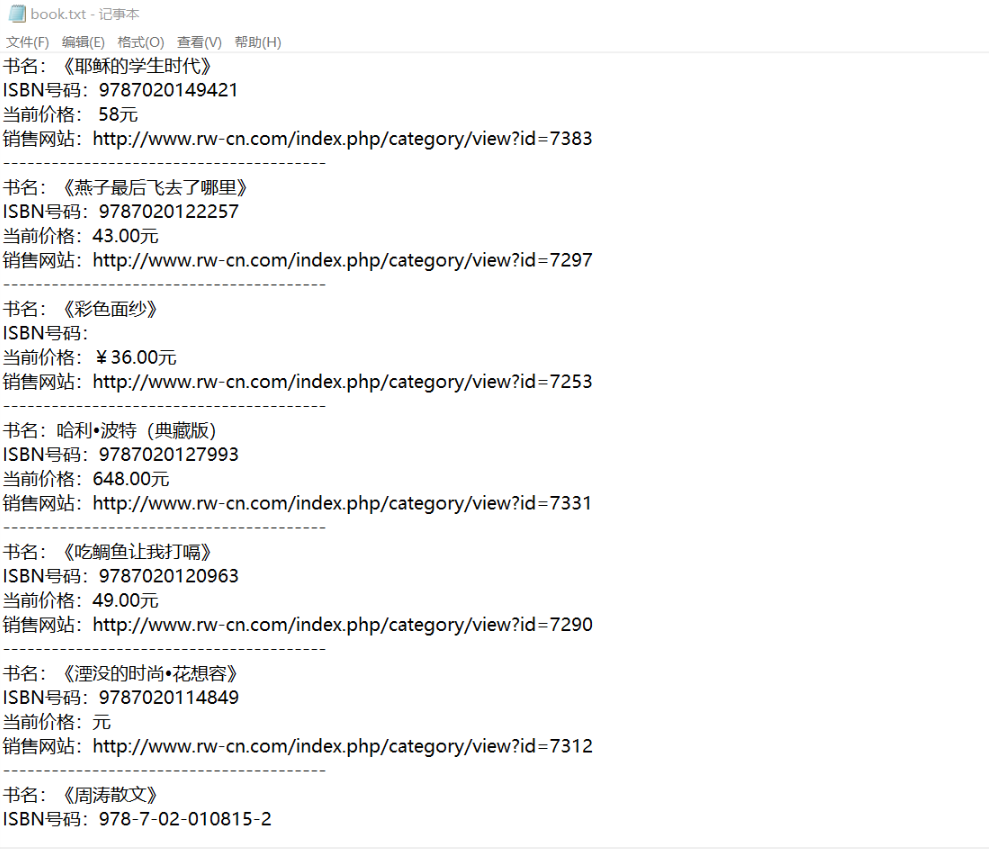 book.txt - 记事本
文件(F) 编辑(E) 格式(O) 查看(V) 帮助(H)
书名：《耶稣的学生时代》
ISBN号码：9787020149421
当前价格： 58元
销售网站：http://www.rw-cn.com/index.php/category/view?id=7383
----------------------------------------
书名：《燕子最后飞去了哪里》
ISBN号码：9787020122257
当前价格：43.00元
销售网站：http://www.rw-cn.com/index.php/category/view?id=7297
----------------------------------------
书名：《彩色面纱》
ISBN号码：
当前价格：￥36.00元
销售网站：http://www.rw-cn.com/index.php/category/view?id=7253
----------------------------------------
书名：哈利•波特（典藏版）
ISBN号码：9787020127993
当前价格：648.00元
销售网站：http://www.rw-cn.com/index.php/category/view?id=7331
----------------------------------------
书名：《吃鲷鱼让我打嗝》
ISBN号码：9787020120963
当前价格：49.00元
销售网站：http://www.rw-cn.com/index.php/category/view?id=7290
----------------------------------------
书名：《湮没的时尚•花想容》
ISBN号码：9787020114849
当前价格：元
销售网站：http://www.rw-cn.com/index.php/category/view?id=7312
----------------------------------------
书名：《周涛散文》
ISBN号码：978-7-02-010815-2